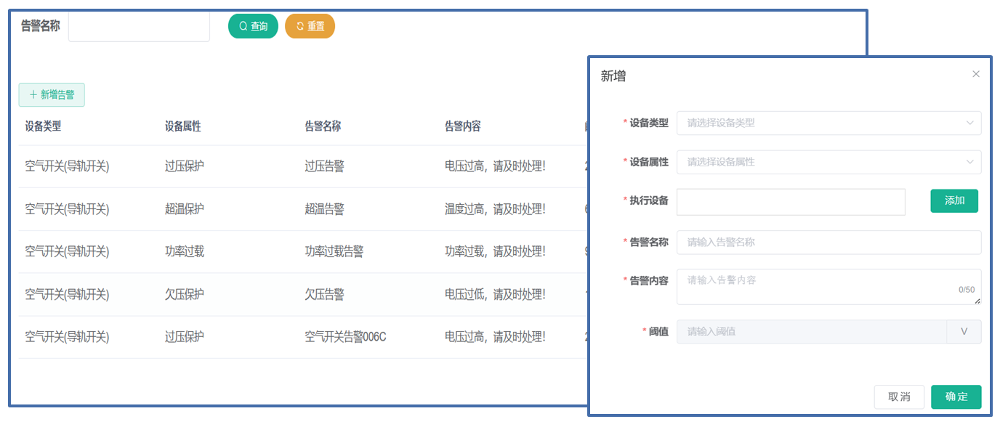 告警名称 查询 重置
+ 新增告警
设备类型 设备属性 告警名称 告警内容
空气开关(导轨开关) 过压保护 过压告警 电压过高，请及时处理！
空气开关(导轨开关) 超温保护 超温告警 温度过高，请及时处理！
空气开关(导轨开关) 功率过载 功率过载告警 功率过载，请及时处理！
空气开关(导轨开关) 欠压保护 欠压告警 电压过低，请及时处理！
空气开关(导轨开关) 过压保护 空气开关告警006C 电压过高，请及时处理！
新增
*设备类型 请选择设备类型
*设备属性 请选择设备属性
*执行设备 添加
*告警名称 请输入告警名称
*告警内容 请输入告警内容
0/50
*阈值 请输入阈值 V
取消 确定